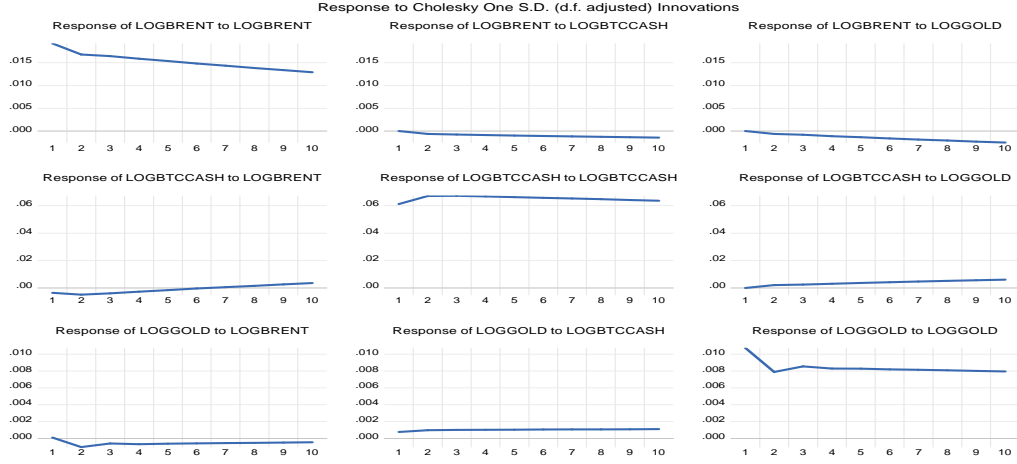 Response to Cholesky One S.D. (d.f. adjusted) Innovations
Response of LOGBRENT to LOGBRENT
Response of LOGBRENT to LOGBTCCASH
Response of LOGBRENT to LOGGOLD
.015 .015 .015
.010 .010 .010
.005 .005 .005
.000 .000 .000
1 2 3 4 5 6 7 8 9 10 1 2 3 4 5 6 7 8 9 10 1 2 3 4 5 6 7 8 9 10
Response of LOGBTCCASH to LOGBRENT
Response of LOGBTCCASH to LOGBTCCASH
Response of LOGBTCCASH to LOGGOLD
.06 .06 .06
.04 .04 .04
.02 .02 .02
.00 .00 .00
1 2 3 4 5 6 7 8 9 10 1 2 3 4 5 6 7 8 9 10 1 2 3 4 5 6 7 8 9 10
Response of LOGGOLD to LOGBRENT
Response of LOGGOLD to LOGBTCCASH
Response of LOGGOLD to LOGGOLD
.010 .010 .010
.008 .008 .008
.006 .006 .006
.004 .004 .004
.002 .002 .002
.000 .000 .000
1 2 3 4 5 6 7 8 9 10 1 2 3 4 5 6 7 8 9 10 1 2 3 4 5 6 7 8 9 10